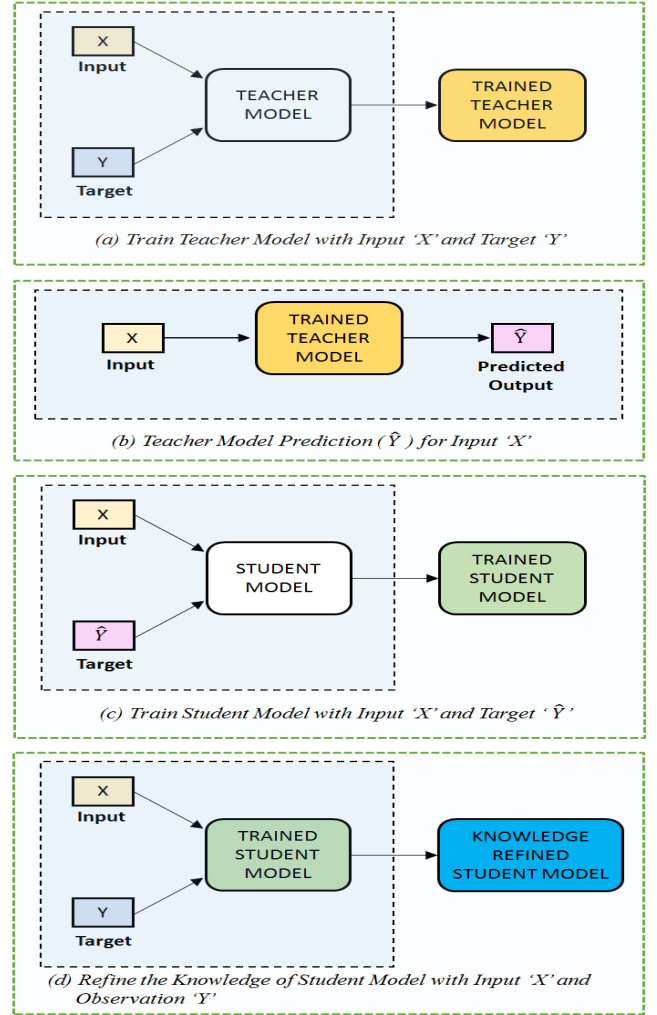 X
Input
TEACHER
MODEL
TRAINED
TEACHER
MODEL
Y
Target
(a) Train Teacher Model with Input ‘X’ and Target ‘Y’
X
Input
TRAINED
TEACHER
MODEL
Ŷ
Predicted
Output
(b) Teacher Model Prediction ( Ŷ ) for Input ‘X’
X
Input
STUDENT
MODEL
TRAINED
STUDENT
MODEL
Ŷ
Target
(c) Train Student Model with Input ‘X’ and Target ‘ Ŷ ’
X
Input
TRAINED
STUDENT
MODEL
KNOWLEDGE
REFINED
STUDENT MODEL
Y
Target
(d) Refine the Knowledge of Student Model with Input ‘X’ and
Observation ‘Y’